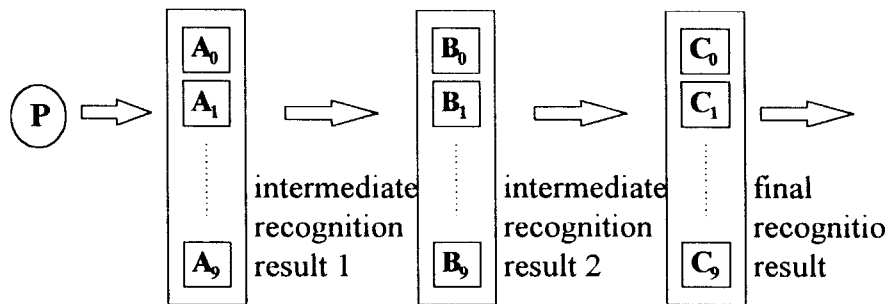 P
A₀
A₁
A₉
intermediate
recognition
result 1
B₀
B₁
B₉
intermediate
recognition
result 2
C₀
C₁
C₉
final
recognitio
result